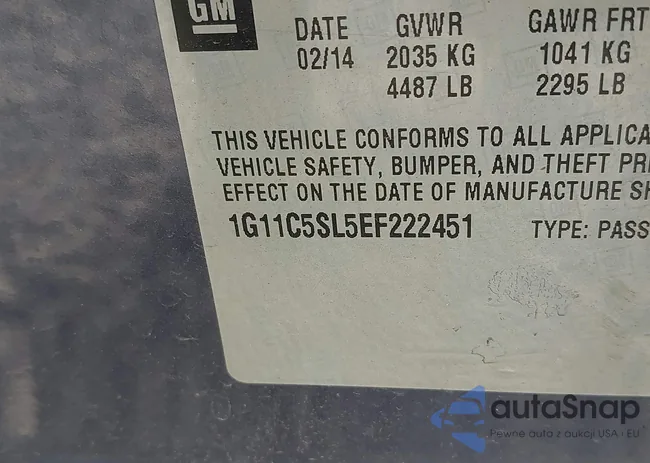 GM
DATE GVWR GAWR FRT
02/14 2035 KG 1041 KG
4487 LB 2295 LB
THIS VEHICLE CONFORMS TO ALL APPLICA
VEHICLE SAFETY, BUMPER, AND THEFT PRE
EFFECT ON THE DATE OF MANUFACTURE SH
1G11C5SL5EF222451 TYPE: PASS
autaSnap
Pewne auta z aukcji USA i EU